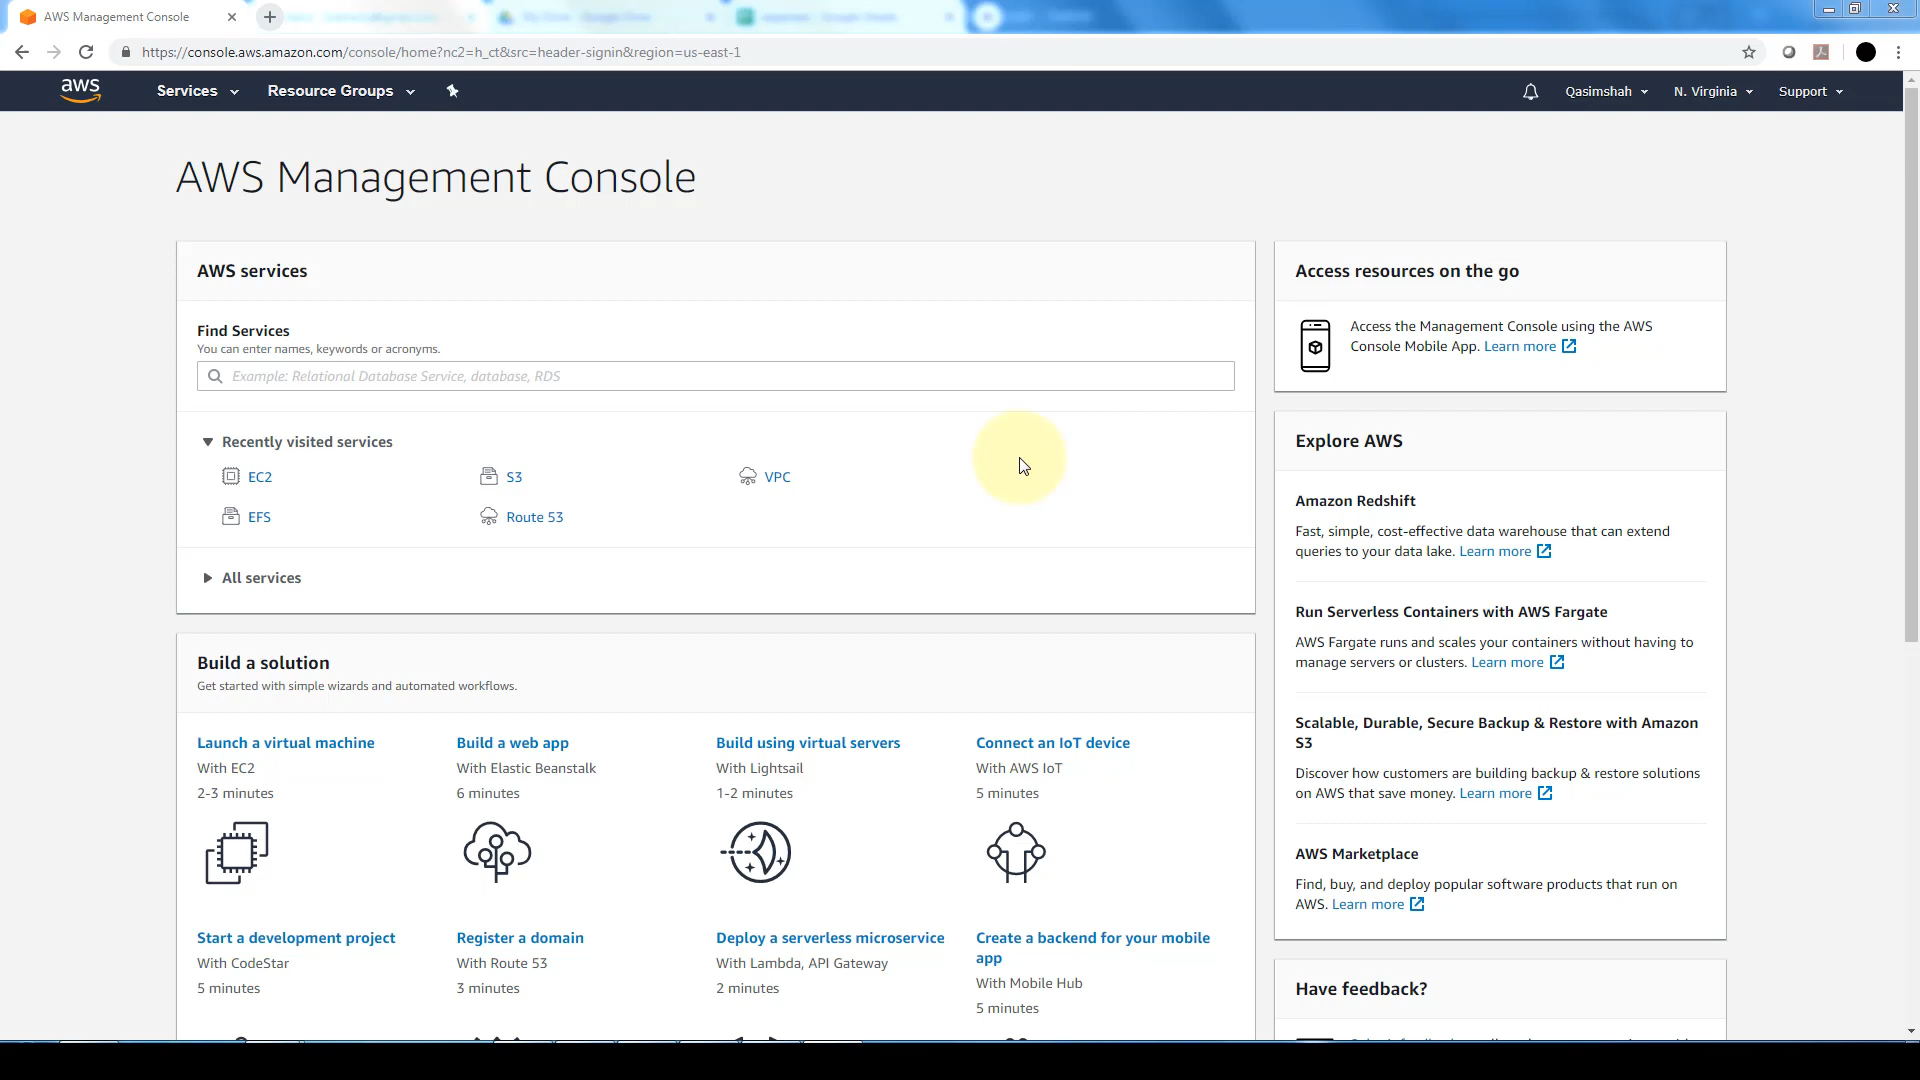 AWS Management Console
https://console.aws.amazon.com/console/home?nc2=h_ct&src=header-signin&region=us-east-1
aws
Services
Resource Groups
Qasimshah
N. Virginia
Support
AWS Management Console
AWS services
Find Services
You can enter names, keywords or acronyms.
Example: Relational Database Service, database, RDS
Recently visited services
EC2
S3
VPC
EFS
Route 53
All services
Build a solution
Get started with simple wizards and automated workflows.
Launch a virtual machine
With EC2
2-3 minutes
Build a web app
With Elastic Beanstalk
6 minutes
Build using virtual servers
With Lightsail
1-2 minutes
Connect an IoT device
With AWS IoT
5 minutes
Start a development project
With CodeStar
5 minutes
Register a domain
With Route 53
3 minutes
Deploy a serverless microservice
With Lambda, API Gateway
2 minutes
Create a backend for your mobile
app
With Mobile Hub
5 minutes
Access resources on the go
Access the Management Console using the AWS
Console Mobile App. Learn more
Explore AWS
Amazon Redshift
Fast, simple, cost-effective data warehouse that can extend
queries to your data lake. Learn more
Run Serverless Containers with AWS Fargate
AWS Fargate runs and scales your containers without having to
manage servers or clusters. Learn more
Scalable, Durable, Secure Backup & Restore with Amazon
S3
Discover how customers are building backup & restore solutions
on AWS that save money. Learn more
AWS Marketplace
Find, buy, and deploy popular software products that run on
AWS. Learn more
Have feedback?